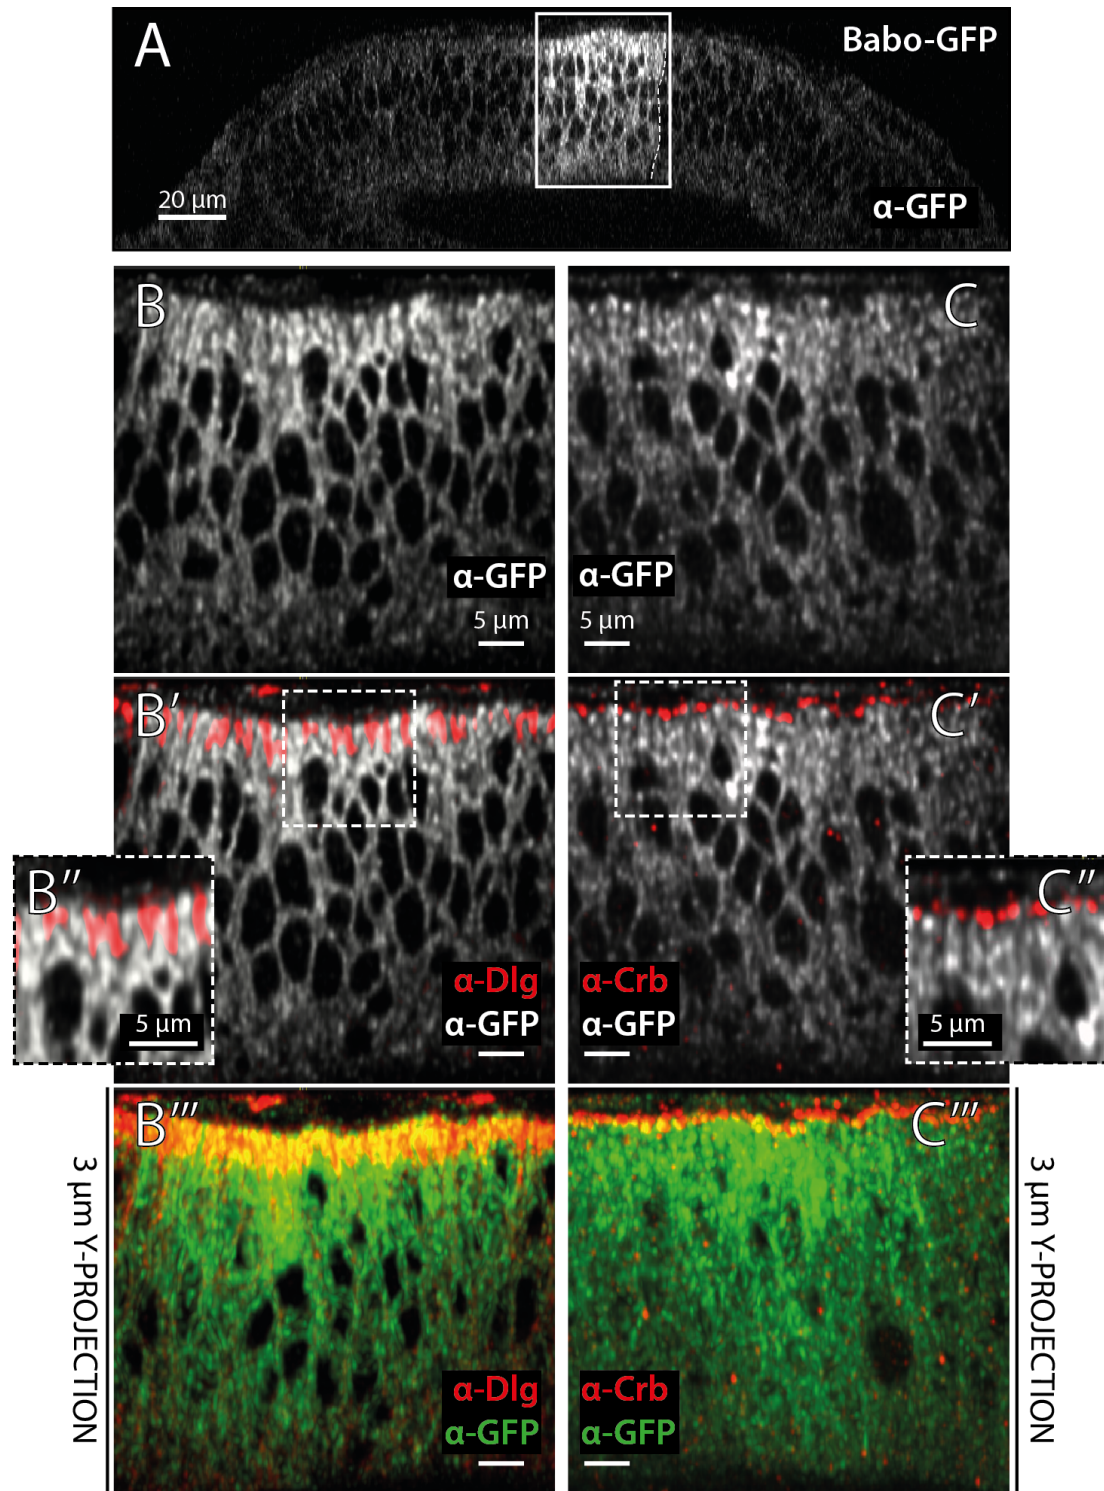 A
Babo-GFP
20 µm
α-GFP
B
C
α-GFP
5 µm
α-GFP
5 µm
B′
C′
B″
C″
5 µm
5 µm
α-Dlg
α-GFP
α-Crb
α-GFP
B‴
C‴
3 µm Y-PROJECTION
3 µm Y-PROJECTION
α-Dlg
α-GFP
α-Crb
α-GFP